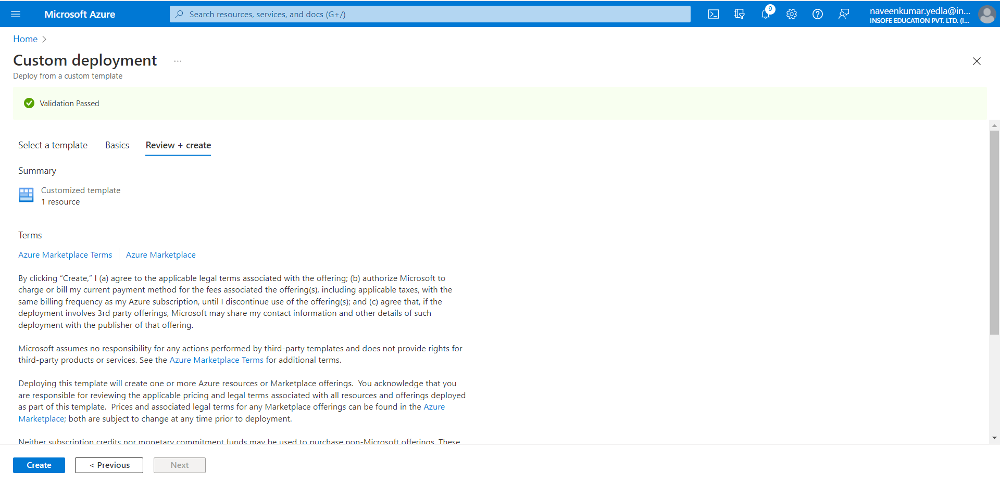 Microsoft Azure
Search resources, services, and docs (G+/)
9
naveenkumar.yedla@in...
INSOFE EDUCATION PVT. LTD. (I...
Home
Custom deployment ...
Deploy from a custom template
Validation Passed
Select a template Basics Review + create
Summary
Customized template
1 resource
Terms
Azure Marketplace Terms Azure Marketplace
By clicking “Create,” I (a) agree to the applicable legal terms associated with the offering; (b) authorize Microsoft to
charge or bill my current payment method for the fees associated the offering(s), including applicable taxes, with the
same billing frequency as my Azure subscription, until I discontinue use of the offering(s); and (c) agree that, if the
deployment involves 3rd party offerings, Microsoft may share my contact information and other details of such
deployment with the publisher of that offering.
Microsoft assumes no responsibility for any actions performed by third-party templates and does not provide rights for
third-party products or services. See the Azure Marketplace Terms for additional terms.
Deploying this template will create one or more Azure resources or Marketplace offerings.  You acknowledge that you
are responsible for reviewing the applicable pricing and legal terms associated with all resources and offerings deployed
as part of this template.  Prices and associated legal terms for any Marketplace offerings can be found in the Azure
Marketplace; both are subject to change at any time prior to deployment.
Neither subscription credits nor monetary commitment funds may be used to purchase non-Microsoft offerings. These
Create < Previous Next